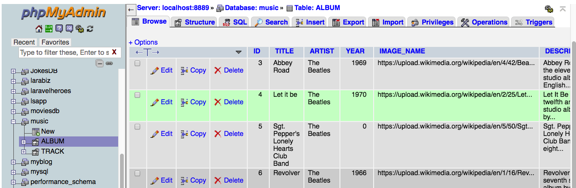 phpMyAdmin
Recent Favorites
Type to filter these, Enter to s X
JokesDB
larabiz
laravelheroes
lsapp
moviesdb
music
New
ALBUM
TRACK
myblog
mysql
performance_schema
Server: localhost:8889 » Database: music » Table: ALBUM
Browse Structure SQL Search Insert Export Import Privileges Operations Triggers
+ Options
ID TITLE ARTIST YEAR IMAGE_NAME DESCRI
Edit Copy Delete 3 Abbey Road The Beatles 1969 https://upload.wikimedia.org/wikipedia/en/4/42/Bea... Abbey Ro the eleve studio alb English...
Edit Copy Delete 4 Let it be The Beatles 1970 https://upload.wikimedia.org/wikipedia/en/2/25/Let... Let It Be twelfth an studio alb by...
Edit Copy Delete 5 Sgt. Pepper's Lonely Hearts Club Band The Beatles 0 https://upload.wikimedia.org/wikipedia/en/5/50/Sgt... Sgt. Pepp Lonely He Club Band eighth
Edit Copy Delete 6 Revolver The Beatles 1966 https://upload.wikimedia.org/wikipedia/en/1/16/Rev... Revolver seventh s